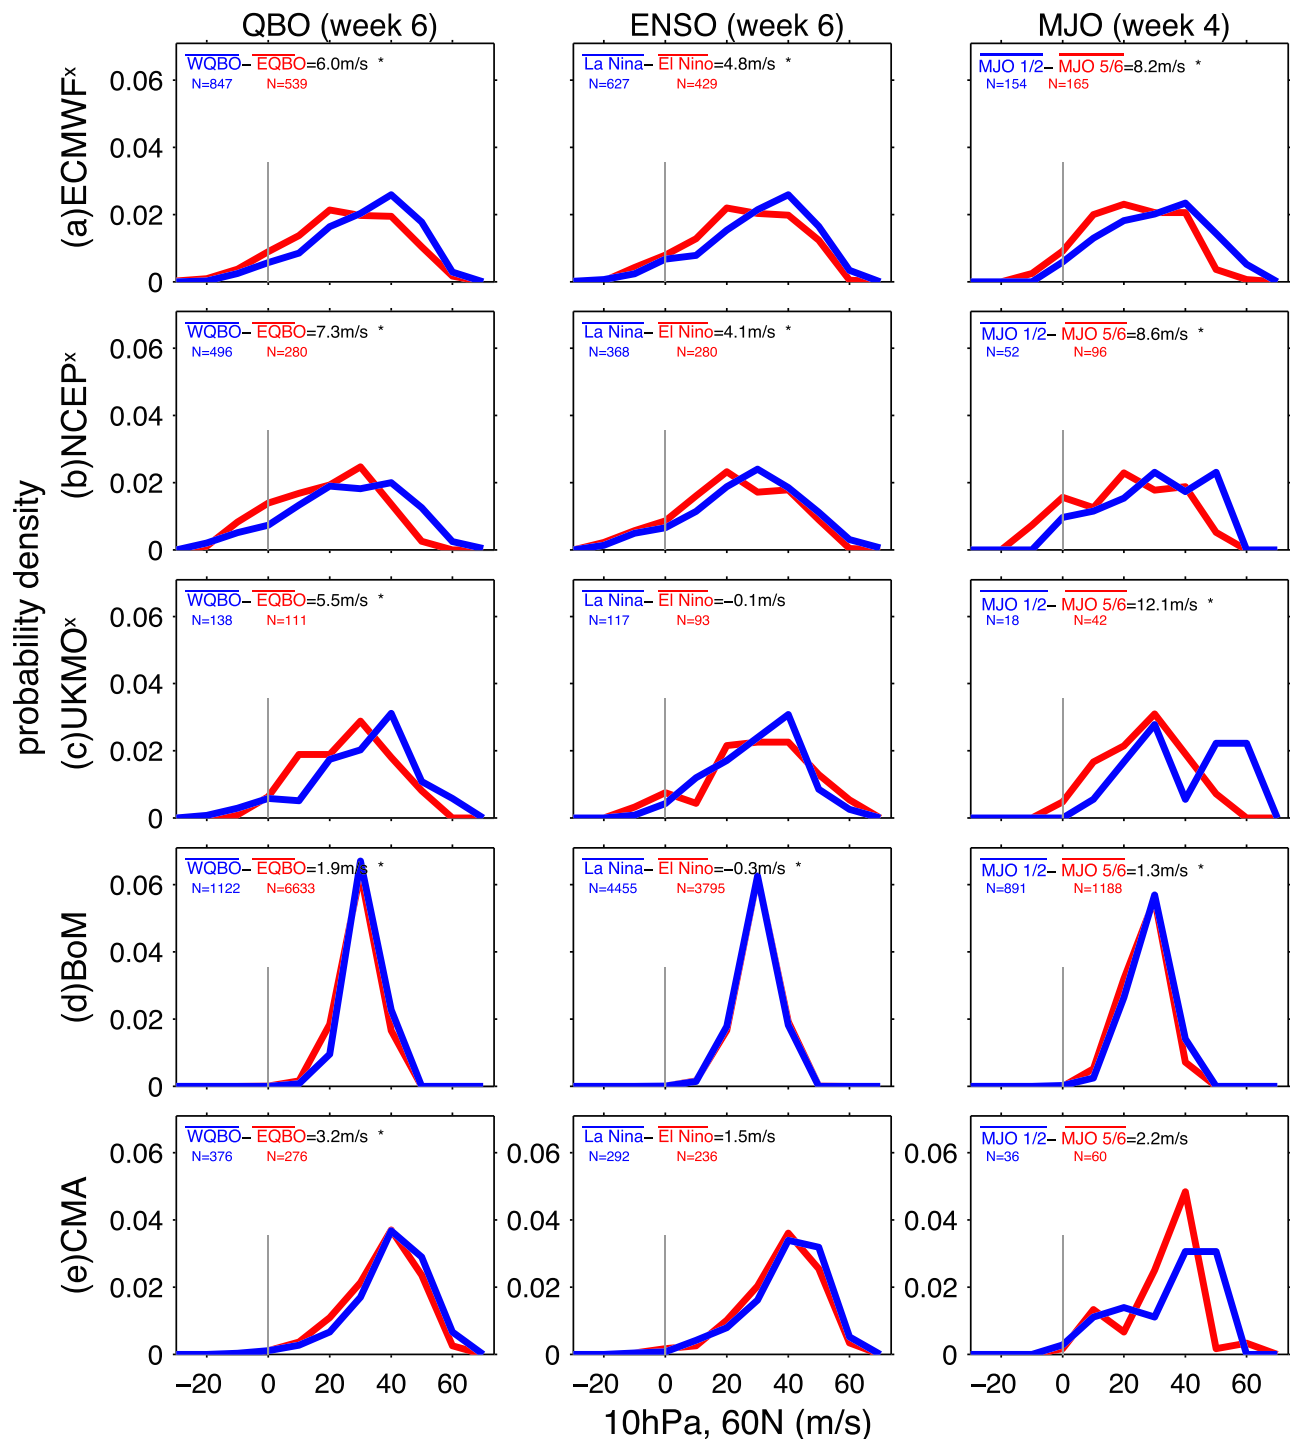 QBO (week 6) ENSO (week 6) MJO (week 4)
probability density
(a)ECMWFx
0.06
0.04
0.02
0
WQBO– EQBO=6.0m/s *
N=847 N=539
La Nina– El Nino=4.8m/s *
N=627 N=429
MJO 1/2– MJO 5/6=8.2m/s *
N=154 N=165
(b)NCEPx
0.06
0.04
0.02
0
WQBO– EQBO=7.3m/s *
N=496 N=280
La Nina– El Nino=4.1m/s *
N=368 N=280
MJO 1/2– MJO 5/6=8.6m/s *
N=52 N=96
(c)UKMOx
0.06
0.04
0.02
0
WQBO– EQBO=5.5m/s *
N=138 N=111
La Nina– El Nino=−0.1m/s
N=117 N=93
MJO 1/2– MJO 5/6=12.1m/s *
N=18 N=42
(d)BoM
0.06
0.04
0.02
0
WQBO– EQBO=1.9m/s *
N=1122 N=6633
La Nina– El Nino=−0.3m/s *
N=4455 N=3795
MJO 1/2– MJO 5/6=1.3m/s *
N=891 N=1188
(e)CMA
0.06
0.04
0.02
0
WQBO– EQBO=3.2m/s *
N=376 N=276
0.06
0.04
0.02
0
La Nina– El Nino=1.5m/s
N=292 N=236
0.06
0.04
0.02
0
MJO 1/2– MJO 5/6=2.2m/s
N=36 N=60
−20 0 20 40 60 −20 0 20 40 60 −20 0 20 40 60
10hPa, 60N (m/s)